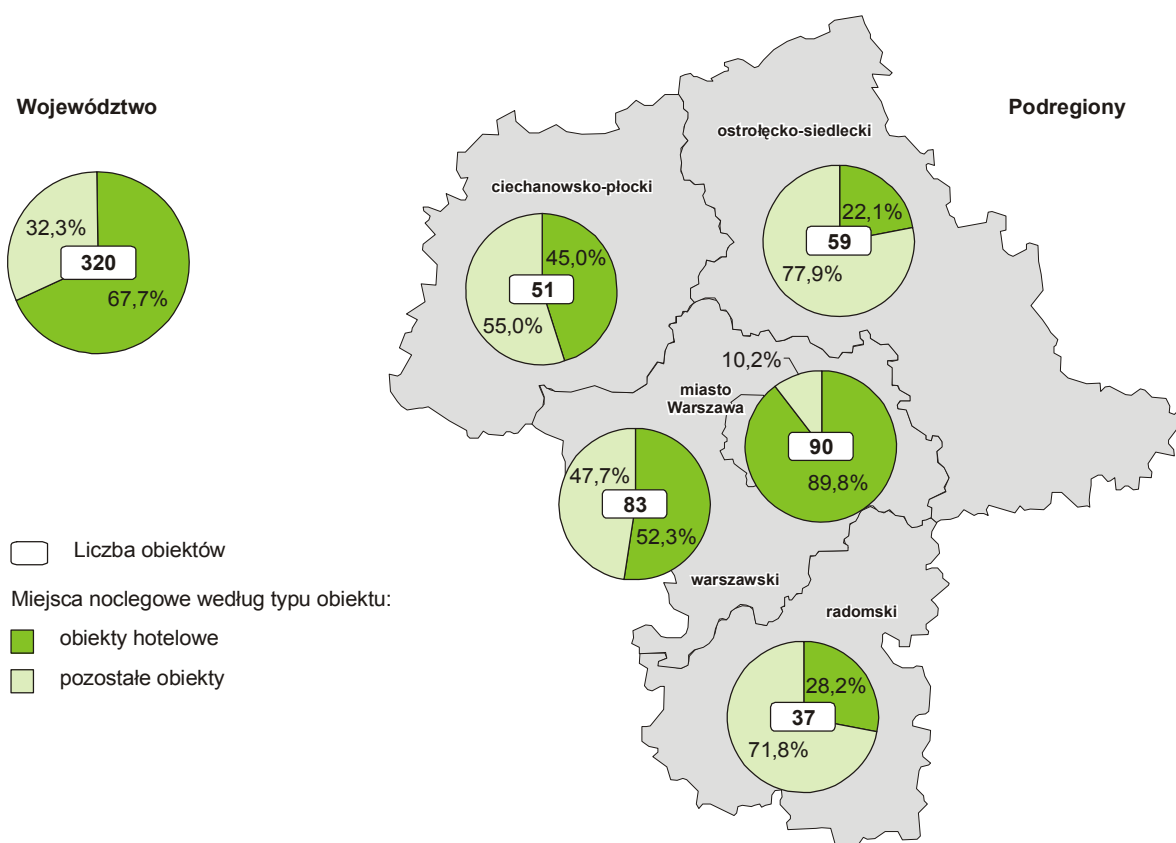 Województwo
Podregiony
32,3%
320
67,7%
ostrołęcko-siedlecki
22,1%
59
77,9%
ciechanowsko-płocki
45,0%
51
55,0%
10,2%
miasto
Warszawa
90
89,8%
47,7%
83
52,3%
warszawski
radomski
28,2%
37
71,8%
Liczba obiektów
Miejsca noclegowe według typu obiektu:
obiekty hotelowe
pozostałe obiekty